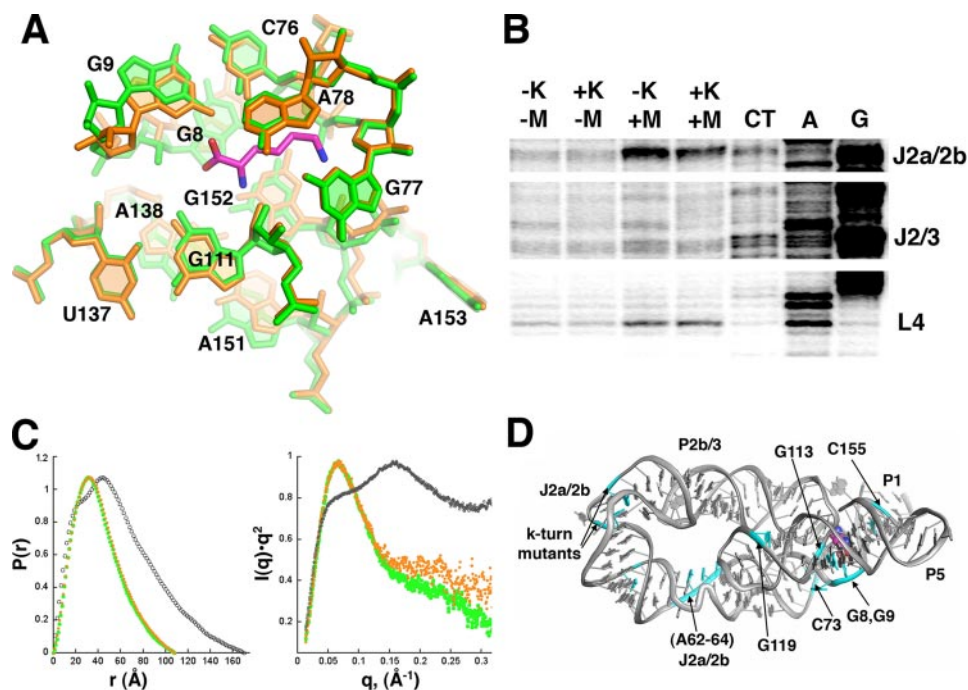 A
C76
G9
A78
G8
G77
G152
A138
G111
U137
A153
A151
B
-K +K -K +K
-M -M +M +M CT A G
J2a/2b
J2/3
L4
C
P(r)
1.2
1
0.8
0.6
0.4
0.2
0
0 20 40 60 80 100 120 140 160
r (Å)
I(q)·q²
1
0.8
0.6
0.4
0.2
0
0 0.05 0.1 0.15 0.2 0.25 0.3
q, (Å⁻¹)
D
P2b/3
C155
G113
P1
J2a/2b
k-turn
mutants
P5
G8,G9
C73
(A62-64)
G119
J2a/2b